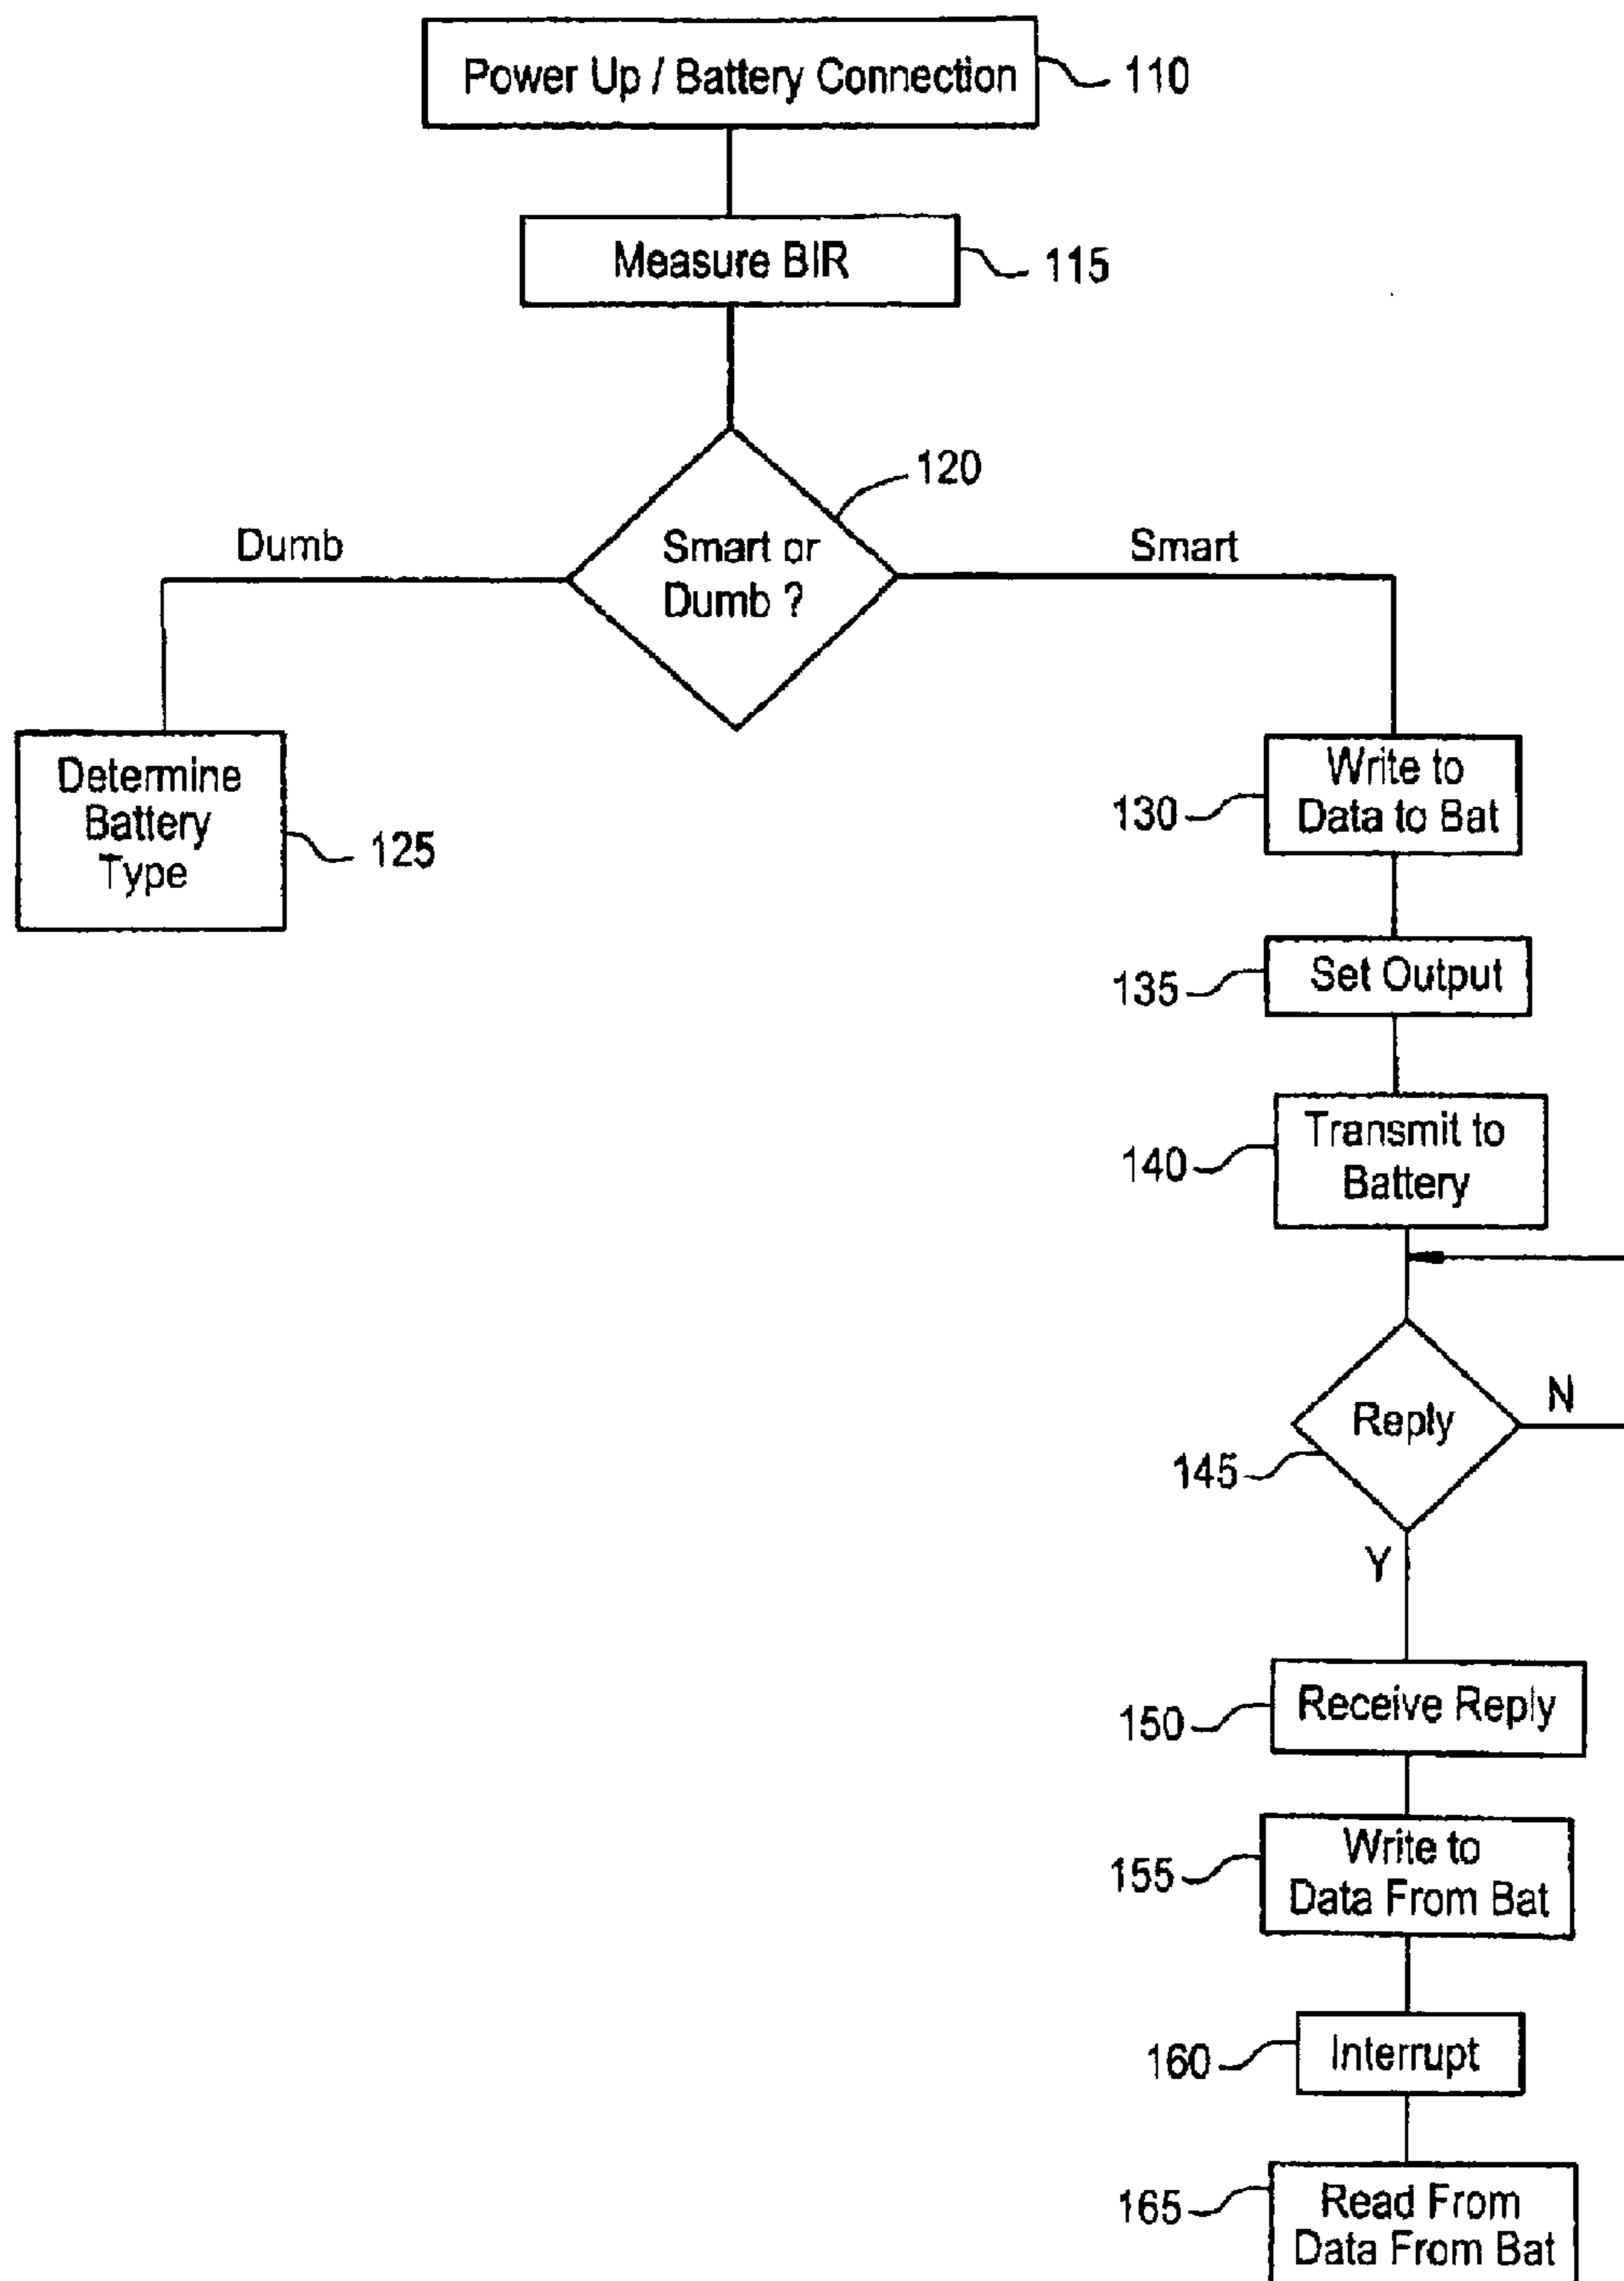 Power Up / Battery Connection
110
Measure BIR
115
120
Smart or
Dumb ?
Dumb
Smart
Determine
Battery
Type
125
Write to
Data to Bat
130
Set Output
135
Transmit to
Battery
140
Reply
N
145
Y
Receive Reply
150
Write to
Data From Bat
155
Interrupt
160
Read From
Data From Bat
165